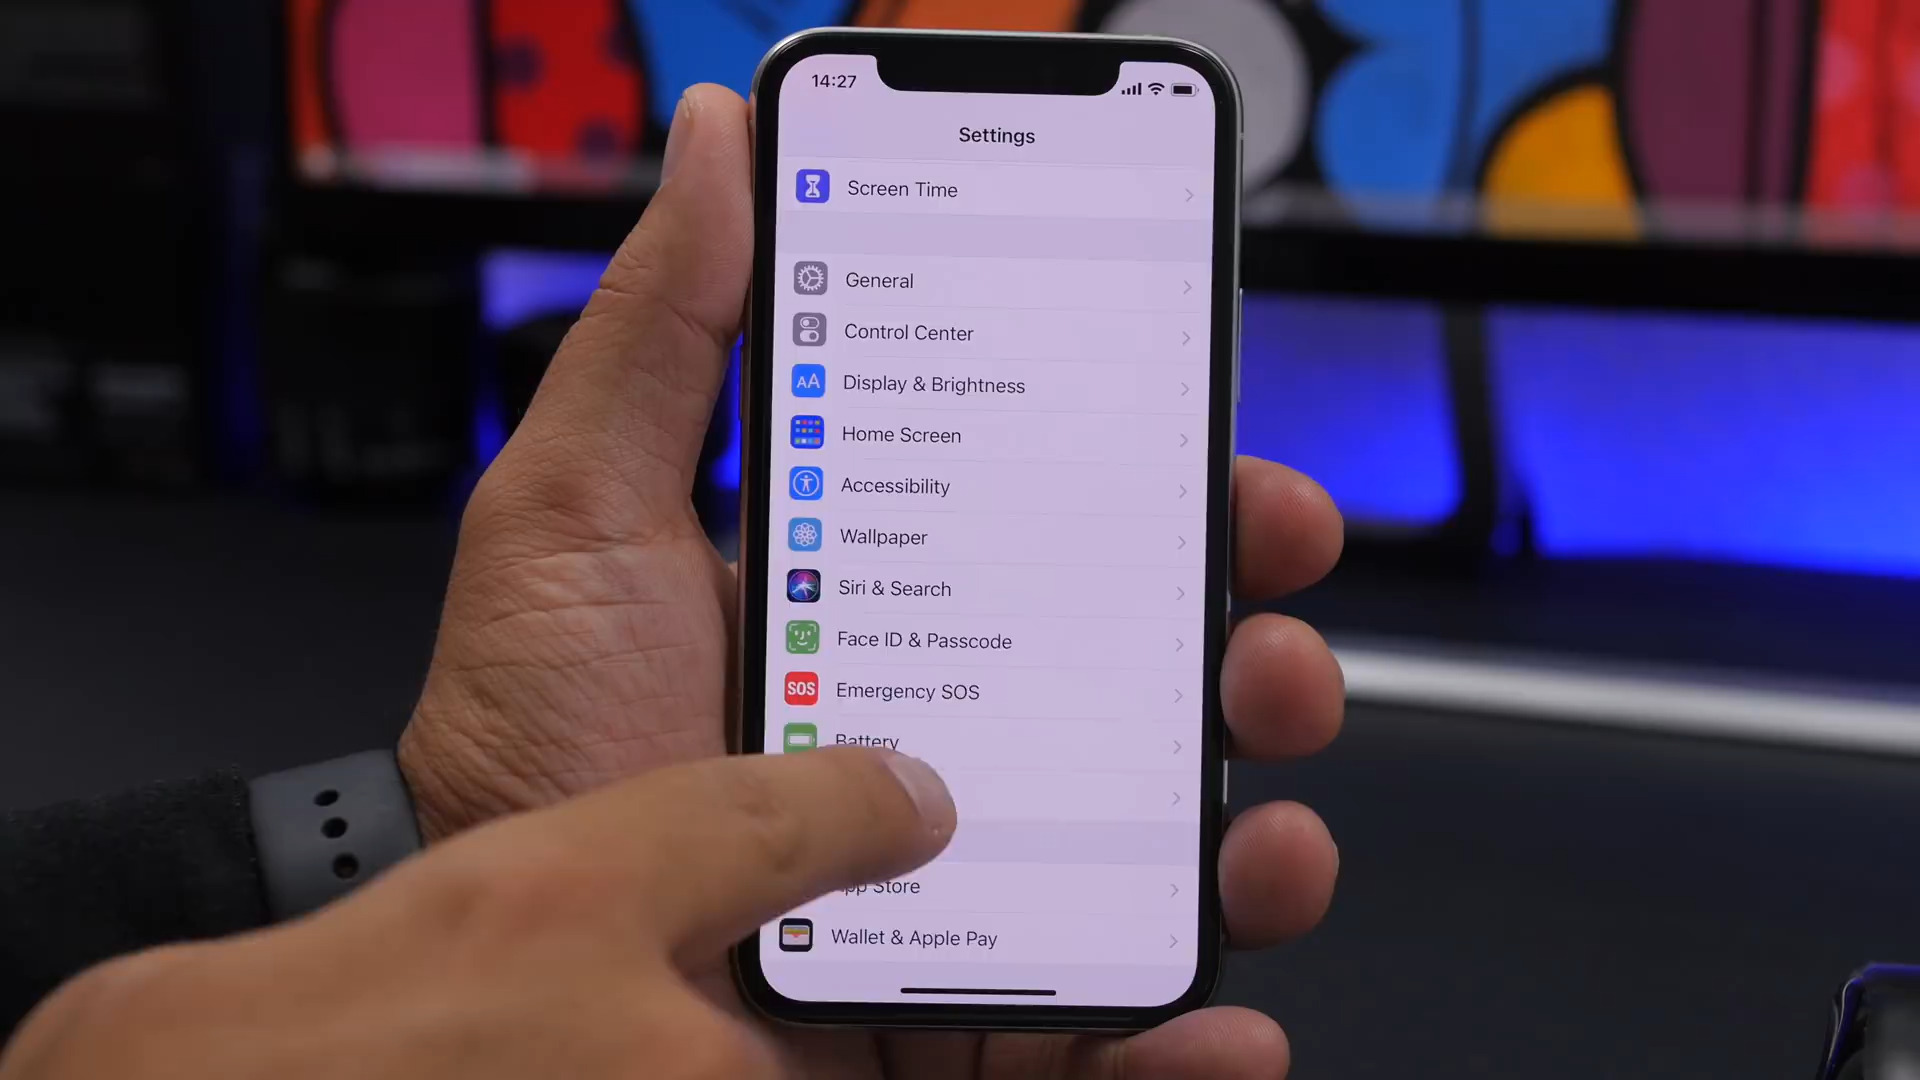 14:27
Settings
Screen Time
General
Control Center
AA
Display & Brightness
Home Screen
Accessibility
Wallpaper
Siri & Search
Face ID & Passcode
SOS
Emergency SOS
Battery
pp Store
Wallet & Apple Pay